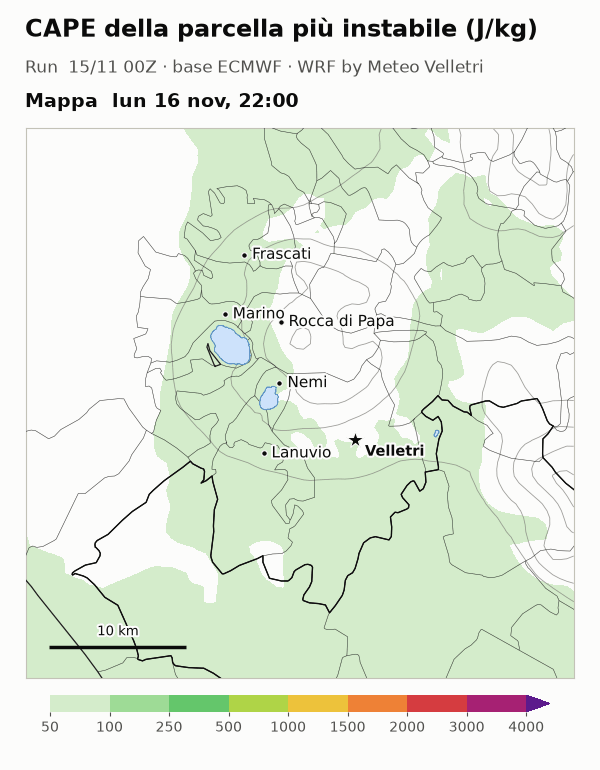 CAPE della parcella più instabile (J/kg)
Run  15/11 00Z · base ECMWF · WRF by Meteo Velletri
Mappa  lun 16 nov, 22:00
Frascati
Marino
Rocca di Papa
Nemi
Velletri
Lanuvio
10 km
50 100 250 500 1000 1500 2000 3000 4000